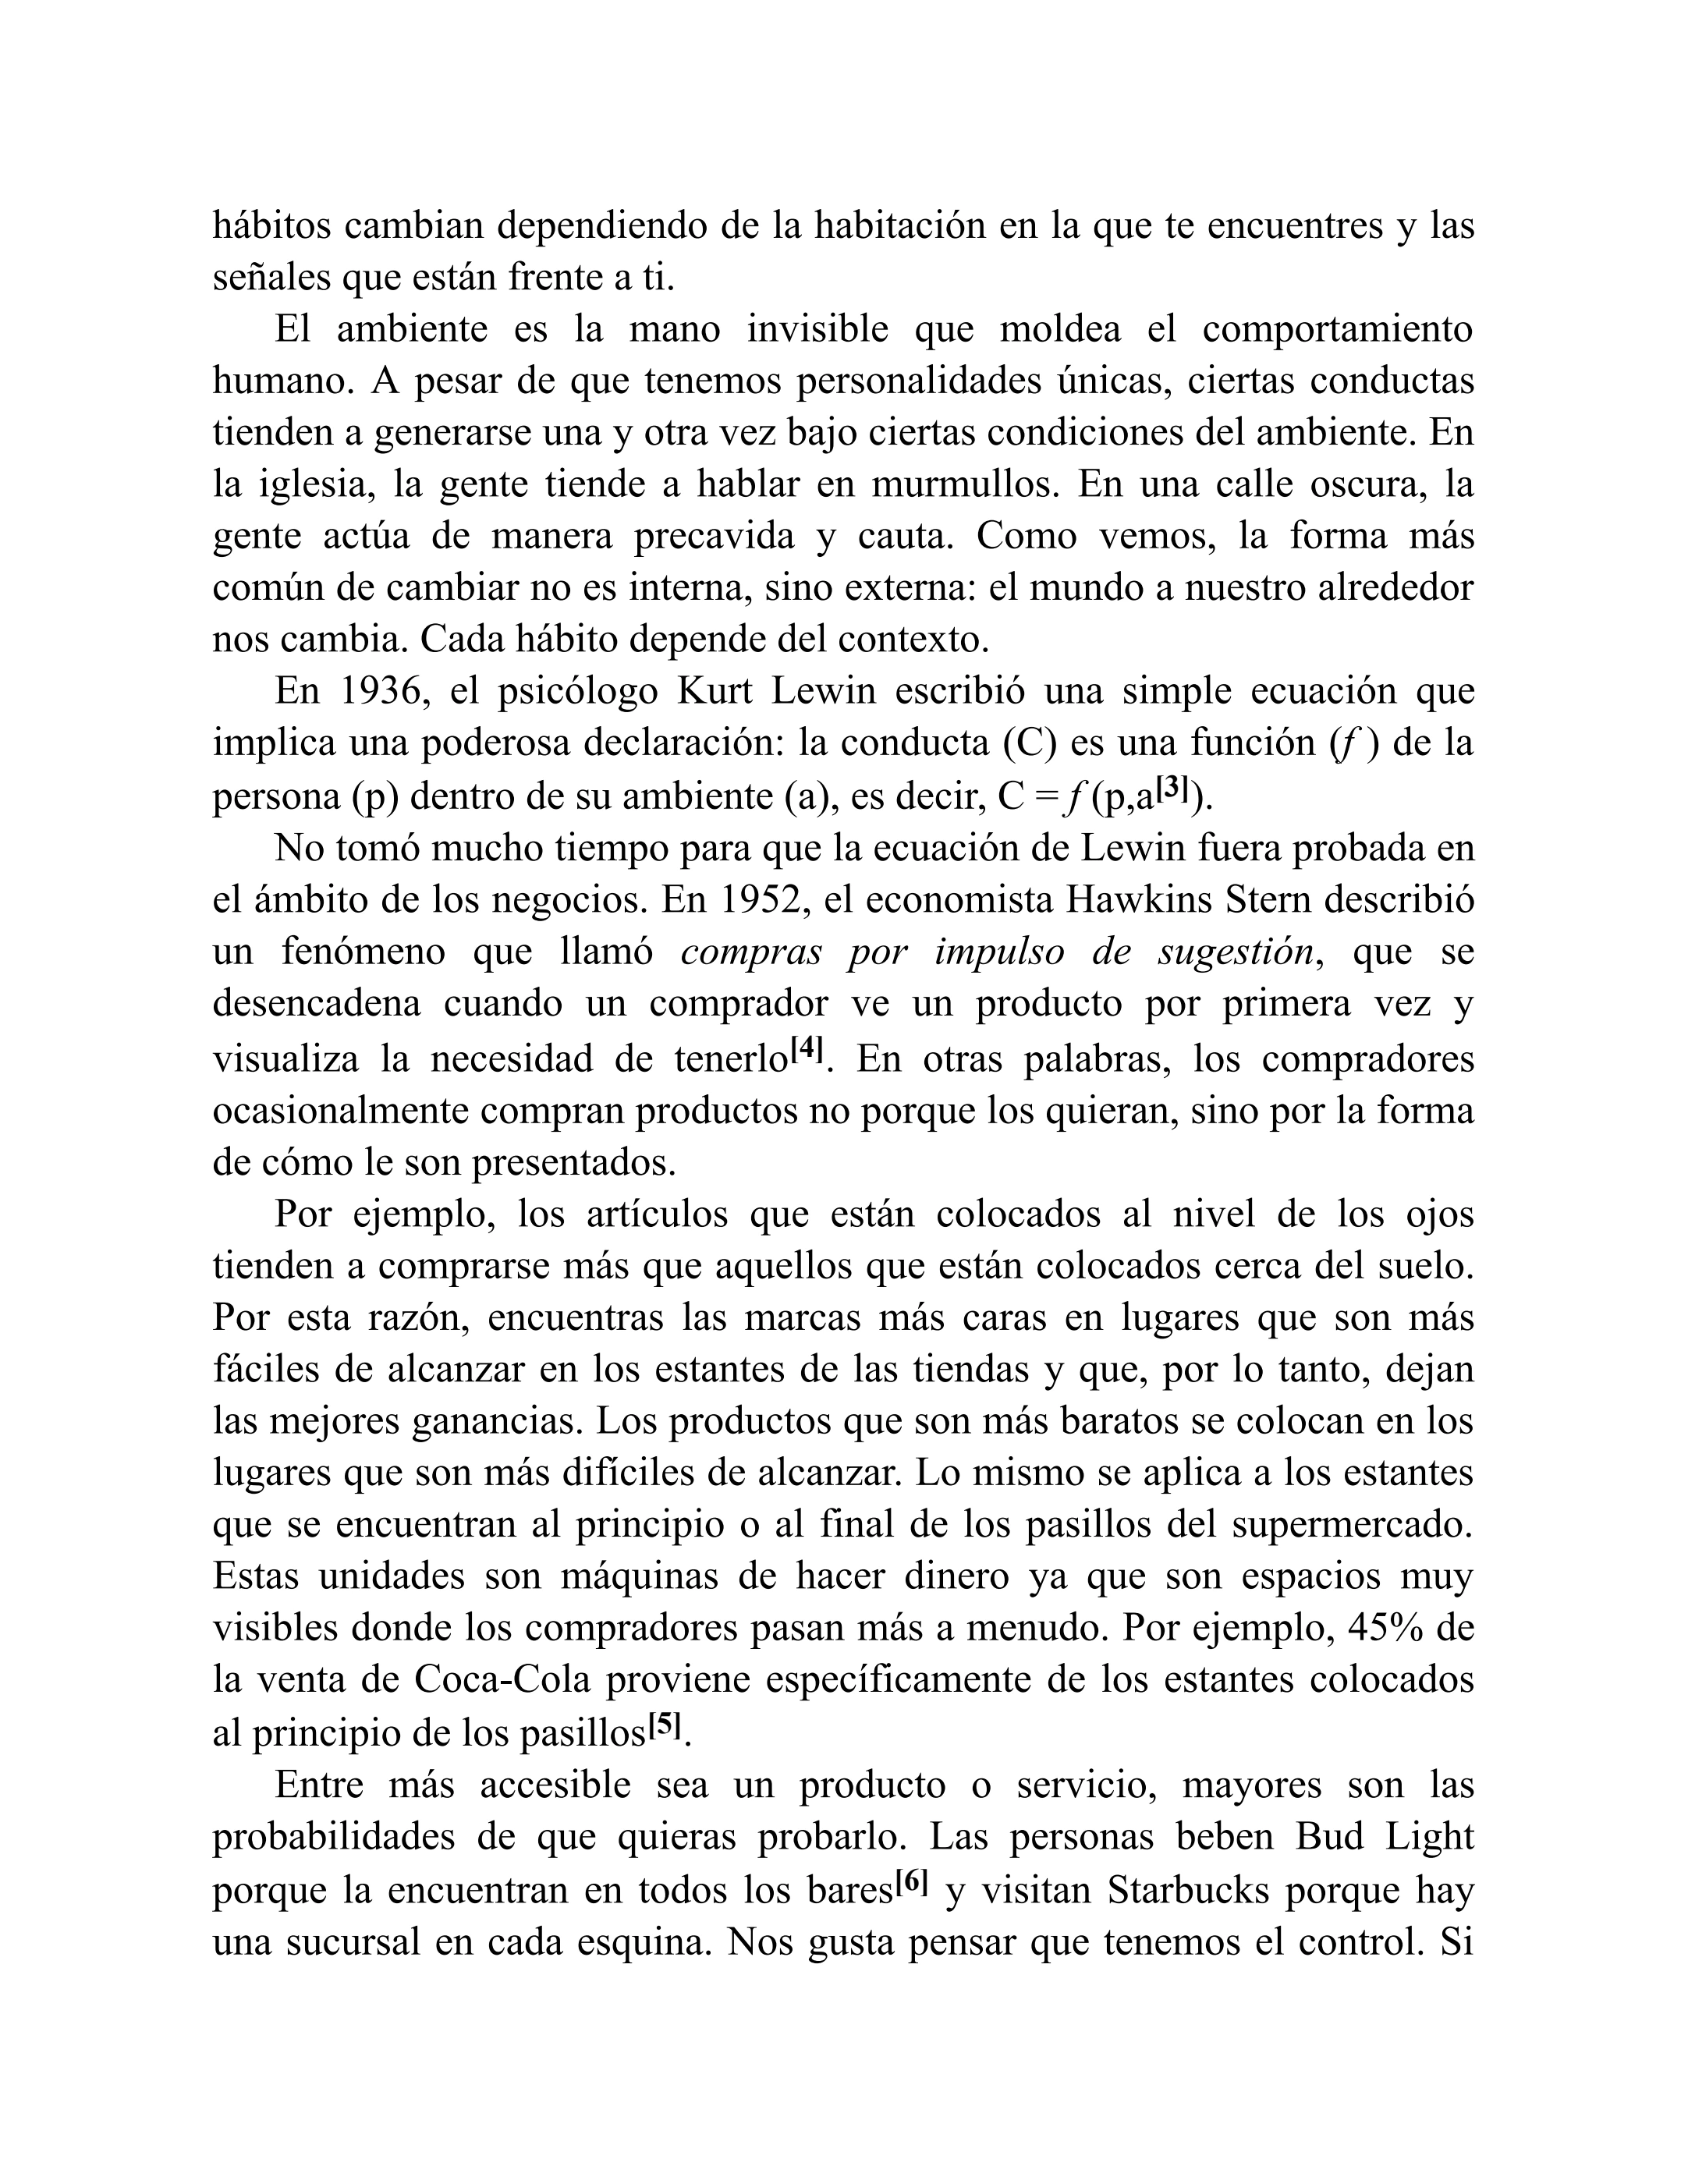 hábitos cambian dependiendo de la habitación en la que te encuentres y las
señales que están frente a ti.
El ambiente es la mano invisible que moldea el comportamiento
humano. A pesar de que tenemos personalidades únicas, ciertas conductas
tienden a generarse una y otra vez bajo ciertas condiciones del ambiente. En
la iglesia, la gente tiende a hablar en murmullos. En una calle oscura, la
gente actúa de manera precavida y cauta. Como vemos, la forma más
común de cambiar no es interna, sino externa: el mundo a nuestro alrededor
nos cambia. Cada hábito depende del contexto.
En 1936, el psicólogo Kurt Lewin escribió una simple ecuación que
implica una poderosa declaración: la conducta (C) es una función (f ) de la
persona (p) dentro de su ambiente (a), es decir, C = f (p,a[3]).
No tomó mucho tiempo para que la ecuación de Lewin fuera probada en
el ámbito de los negocios. En 1952, el economista Hawkins Stern describió
un fenómeno que llamó compras por impulso de sugestión, que se
desencadena cuando un comprador ve un producto por primera vez y
visualiza la necesidad de tenerlo[4]. En otras palabras, los compradores
ocasionalmente compran productos no porque los quieran, sino por la forma
de cómo le son presentados.
Por ejemplo, los artículos que están colocados al nivel de los ojos
tienden a comprarse más que aquellos que están colocados cerca del suelo.
Por esta razón, encuentras las marcas más caras en lugares que son más
fáciles de alcanzar en los estantes de las tiendas y que, por lo tanto, dejan
las mejores ganancias. Los productos que son más baratos se colocan en los
lugares que son más difíciles de alcanzar. Lo mismo se aplica a los estantes
que se encuentran al principio o al final de los pasillos del supermercado.
Estas unidades son máquinas de hacer dinero ya que son espacios muy
visibles donde los compradores pasan más a menudo. Por ejemplo, 45% de
la venta de Coca-Cola proviene específicamente de los estantes colocados
al principio de los pasillos[5].
Entre más accesible sea un producto o servicio, mayores son las
probabilidades de que quieras probarlo. Las personas beben Bud Light
porque la encuentran en todos los bares[6] y visitan Starbucks porque hay
una sucursal en cada esquina. Nos gusta pensar que tenemos el control. Si